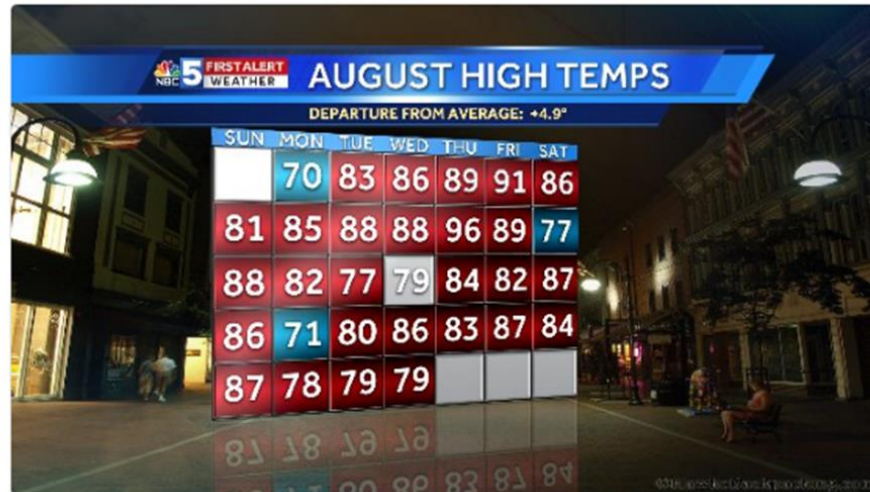 NBC 5 FIRST ALERT
WEATHER
AUGUST HIGH TEMPS
DEPARTURE FROM AVERAGE: +4.9°
SUN MON TUE WED THU FRI SAT
70 83 86 89 91 86
81 85 88 88 96 89 77
88 82 77 79 84 82 87
86 71 80 86 83 87 84
87 78 79 79